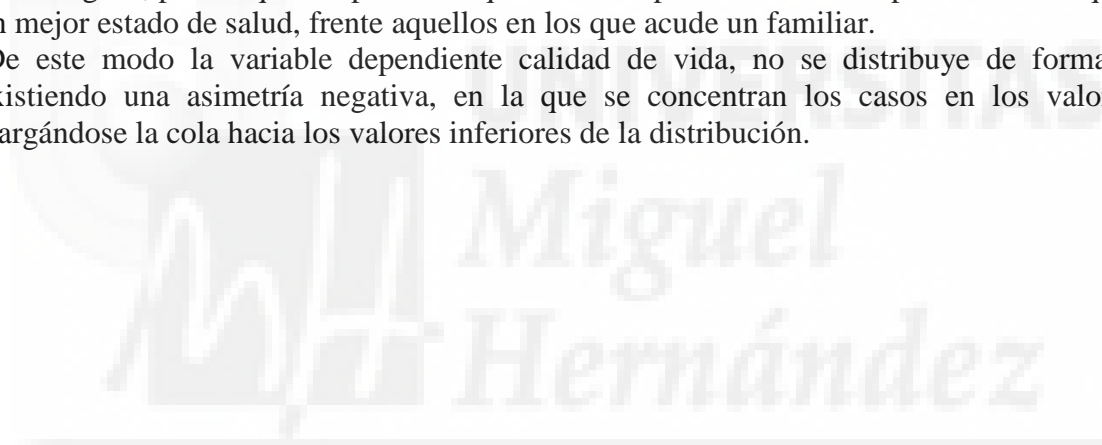 n mejor estado de salud, frente aquellos en los que acude un familiar.
De este modo la variable dependiente calidad de vida, no se distribuye de forma
xistiendo una asimetría negativa, en la que se concentran los casos en los valo
argándose la cola hacia los valores inferiores de la distribución.
UNIVERSITAS
Miguel
Hernández